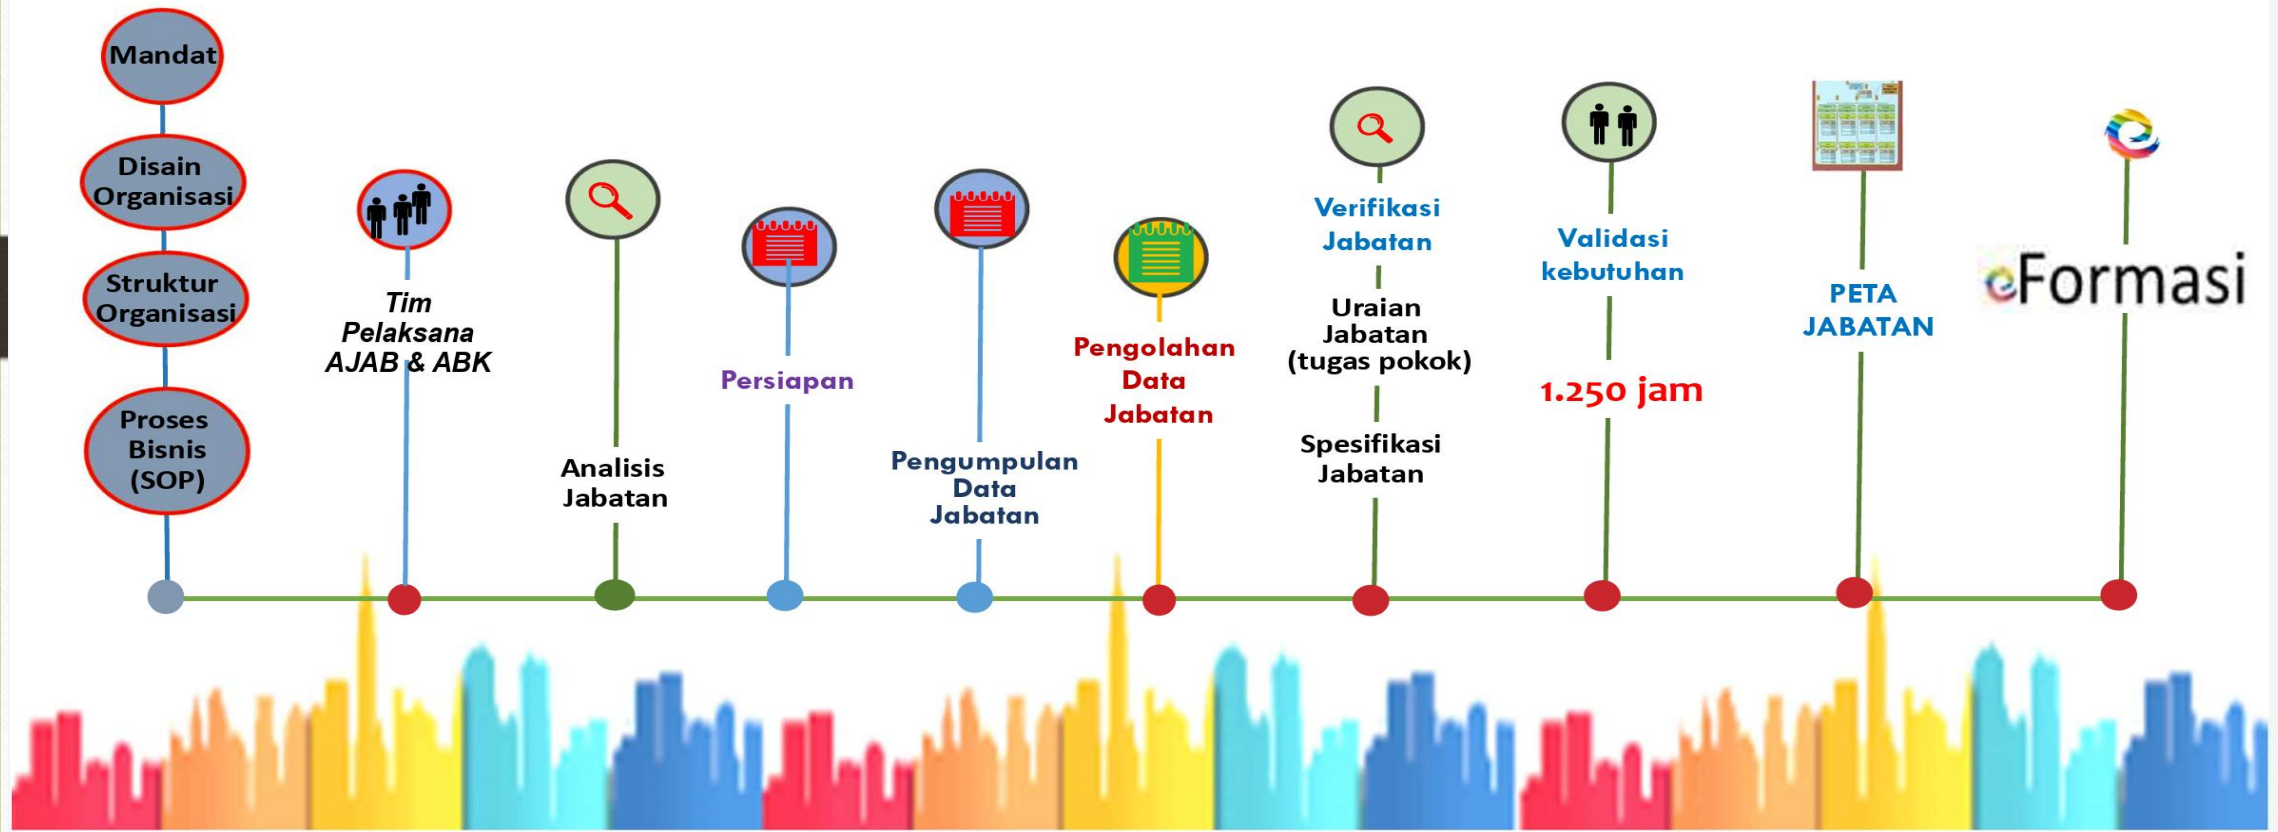 Mandat
Disain
Organisasi
Struktur
Organisasi
Proses
Bisnis
(SOP)
Tim
Pelaksana
AJAB & ABK
Analisis
Jabatan
Persiapan
Pengumpulan
Data
Jabatan
Pengolahan
Data
Jabatan
Verifikasi
Jabatan
Uraian
Jabatan
(tugas pokok)
Spesifikasi
Jabatan
Validasi
kebutuhan
1.250 jam
PETA
JABATAN
eFormasi